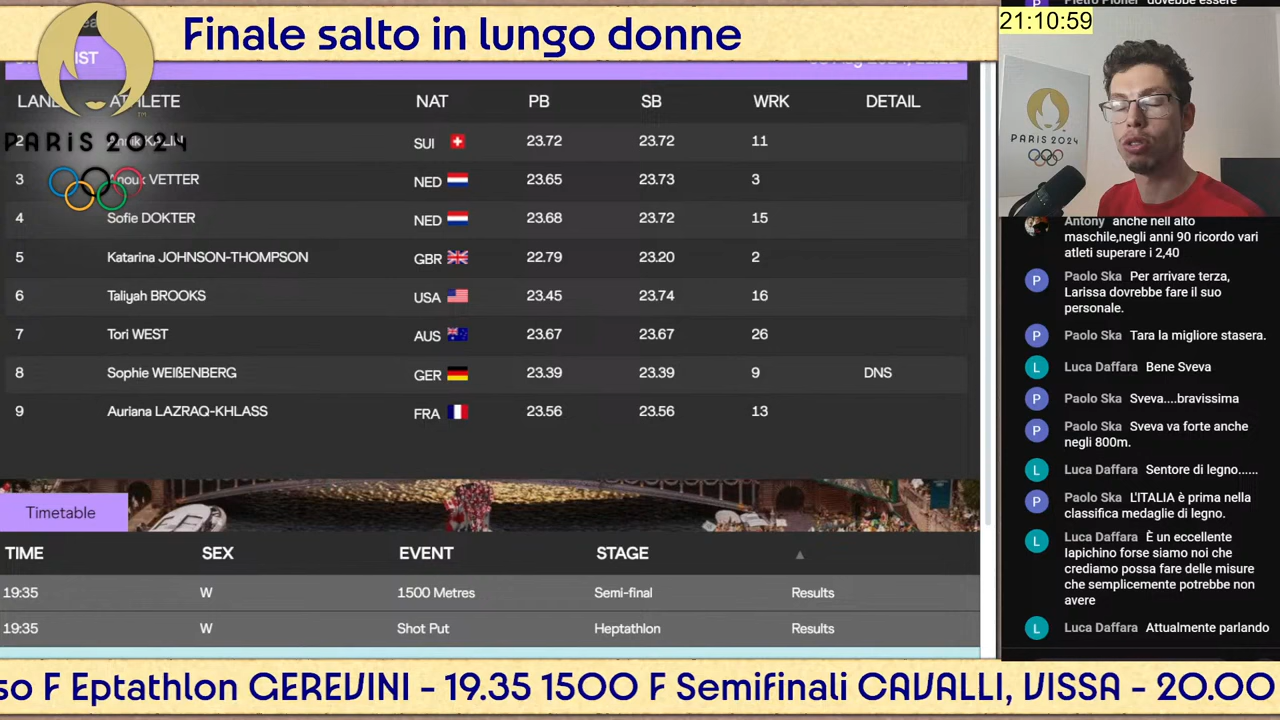 Finale salto in lungo donne
21:10:59
IST
LANE ATHLETE NAT PB SB WRK DETAIL
2 Annik KÄLIN SUI 23.72 23.72 11
3 Anouk VETTER NED 23.65 23.73 3
4 Sofie DOKTER NED 23.68 23.72 15
5 Katarina JOHNSON-THOMPSON GBR 22.79 23.20 2
6 Taliyah BROOKS USA 23.45 23.74 16
7 Tori WEST AUS 23.67 23.67 26
8 Sophie WEIßENBERG GER 23.39 23.39 9 DNS
9 Auriana LAZRAQ-KHLASS FRA 23.56 23.56 13
PARIS 2024
PARIS 2024
Timetable
TIME SEX EVENT STAGE
19:35 W 1500 Metres Semi-final Results
19:35 W Shot Put Heptathlon Results
Antony anche nell alto
maschile,negli anni 90 ricordo vari
atleti superare i 2,40
P Paolo Ska Per arrivare terza,
Larissa dovrebbe fare il suo
personale.
P Paolo Ska Tara la migliore stasera.
L Luca Daffara Bene Sveva
P Paolo Ska Sveva....bravissima
P Paolo Ska Sveva va forte anche
negli 800m.
L Luca Daffara Sentore di legno......
P Paolo Ska L'ITALIA è prima nella
classifica medaglie di legno.
L Luca Daffara È un eccellente
Iapichino forse siamo noi che
crediamo possa fare delle misure
che semplicemente potrebbe non
avere
L Luca Daffara Attualmente parlando
so F Eptathlon GEREVINI - 19.35 1500 F Semifinali CAVALLI, VISSA - 20.00